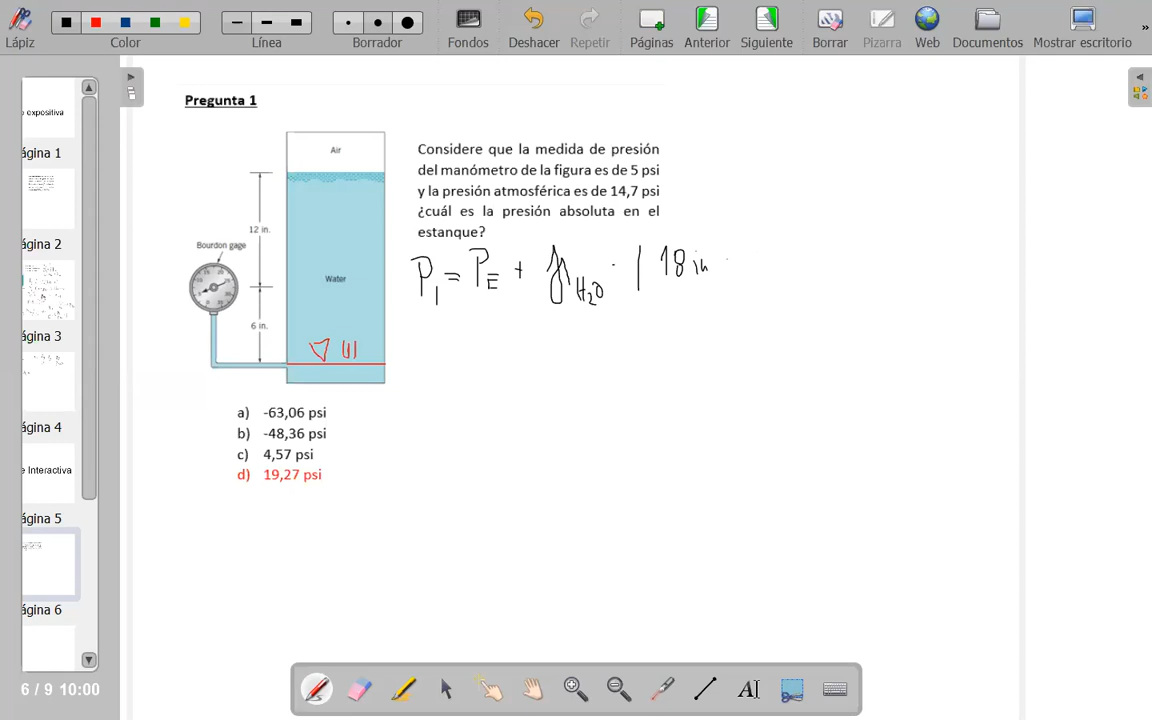 Lápiz
Color
Línea
Borrador
Fondos
Deshacer
Repetir
Páginas
Anterior
Siguiente
Borrar
Pizarra
Web
Documentos
Mostrar escritorio
»
expositiva
ágina 1
ágina 2
ágina 3
ágina 4
e Interactiva
ágina 5
ágina 6
6 / 9 10:00
Pregunta 1
Air
12 in.
Bourdon gage
Water
6 in.
Considere que la medida de presión
del manómetro de la figura es de 5 psi
y la presión atmosférica es de 14,7 psi
¿cuál es la presión absoluta en el
estanque?
P₁ = P_E + γ_H₂O · | 18 in
(1)
a) -63,06 psi
b) -48,36 psi
c) 4,57 psi
d) 19,27 psi